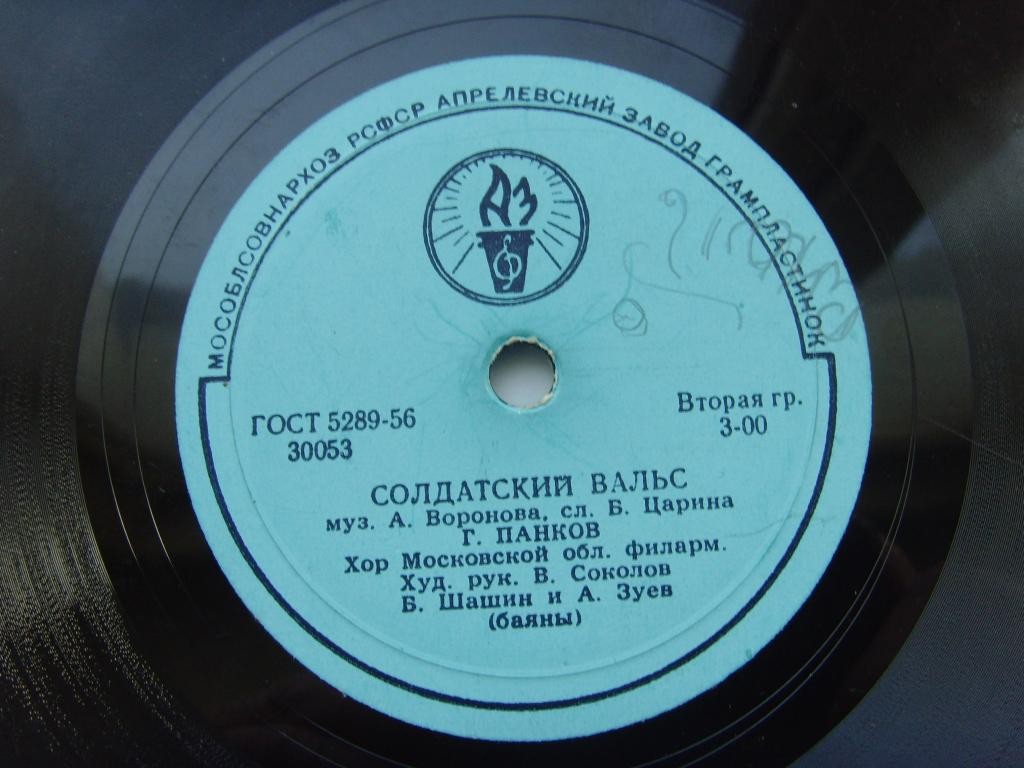 МОСОБЛСОВНАРХОЗ РСФСР АПРЕЛЕВСКИЙ ЗАВОД ГРАМПЛАСТИНОК
АЗ
ГОСТ 5289-56
30053
Вторая гр.
3-00
СОЛДАТСКИЙ ВАЛЬС
муз. А. Воронова, сл. Б. Царина
Г. ПАНКОВ
Хор Московской обл. филарм.
Худ. рук. В. Соколов
Б. Шашин и А. Зуев
(баяны)